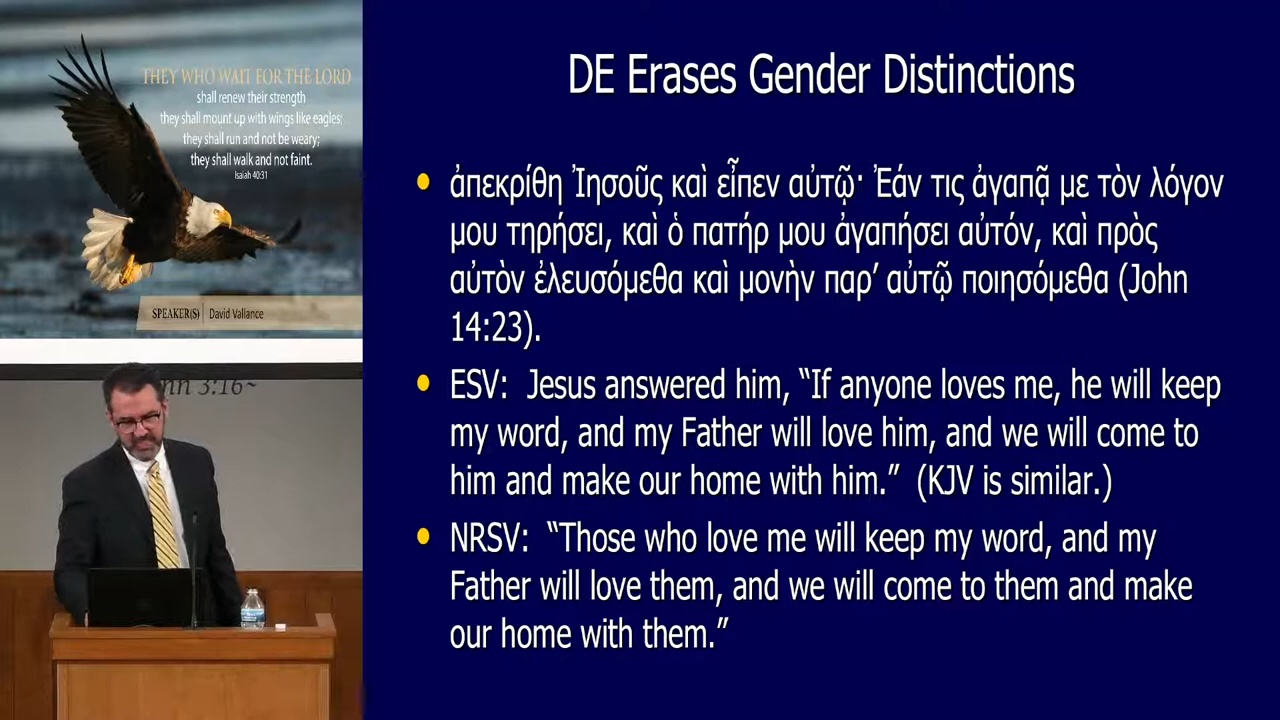 THEY WHO WAIT FOR THE LORD
shall renew their strength
they shall mount up with wings like eagles;
they shall run and not be weary;
they shall walk and not faint.
Isaiah 40:31
SPEAKER(S) David Vallance
nn 3:16~
DE Erases Gender Distinctions
• ἀπεκρίθη Ἰησοῦς καὶ εἶπεν αὐτῷ· Ἐάν τις ἀγαπᾷ με τὸν λόγον
μου τηρήσει, καὶ ὁ πατήρ μου ἀγαπήσει αὐτόν, καὶ πρὸς
αὐτὸν ἐλευσόμεθα καὶ μονὴν παρ’ αὐτῷ ποιησόμεθα (John
14:23).
• ESV: Jesus answered him, “If anyone loves me, he will keep
my word, and my Father will love him, and we will come to
him and make our home with him.” (KJV is similar.)
• NRSV: “Those who love me will keep my word, and my
Father will love them, and we will come to them and make
our home with them.”